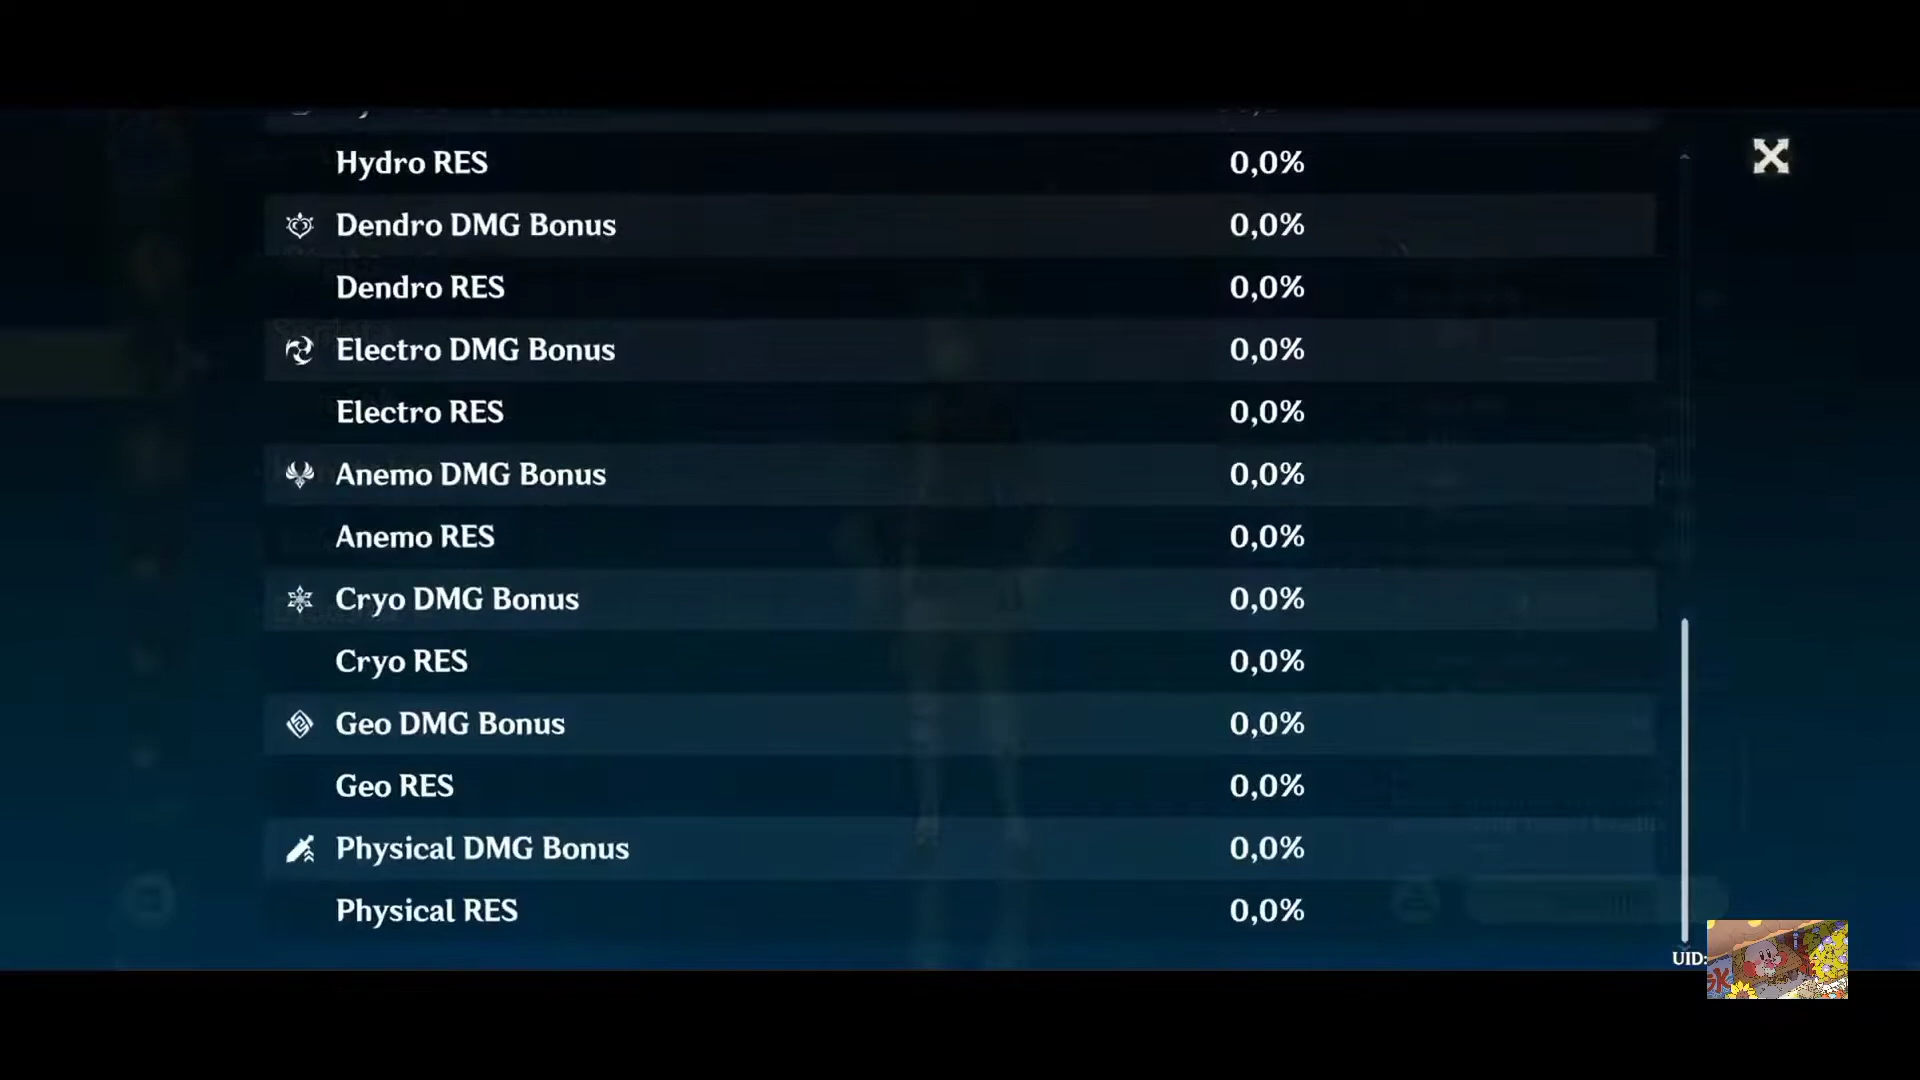 Hydro RES 0,0%
Dendro DMG Bonus 0,0%
Dendro RES 0,0%
Electro DMG Bonus 0,0%
Electro RES 0,0%
Anemo DMG Bonus 0,0%
Anemo RES 0,0%
Cryo DMG Bonus 0,0%
Cryo RES 0,0%
Geo DMG Bonus 0,0%
Geo RES 0,0%
Physical DMG Bonus 0,0%
Physical RES 0,0%
UID: